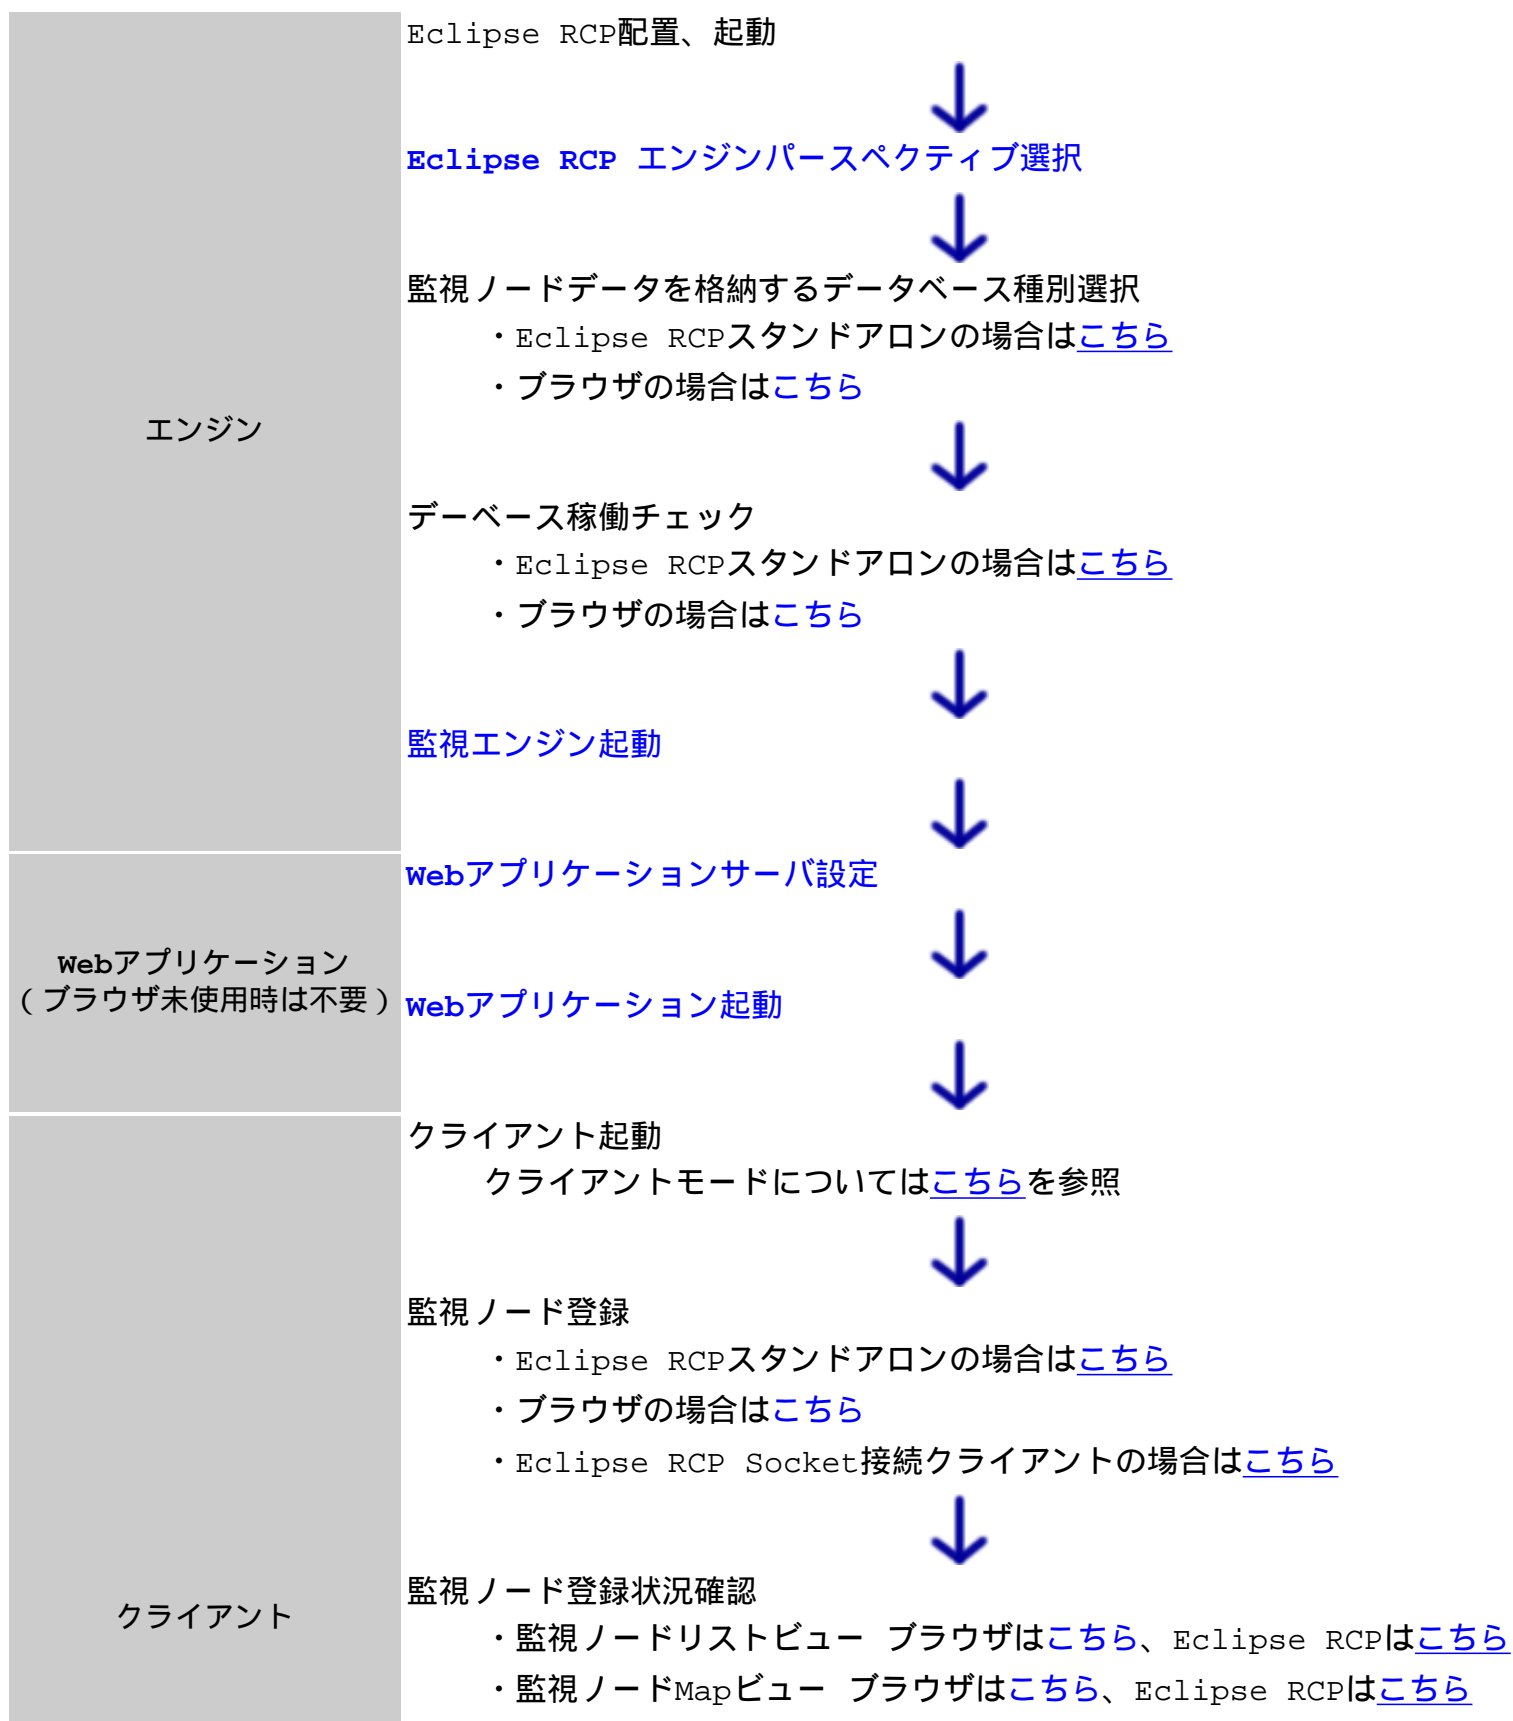 Eclipse RCP配置、起動
Eclipse RCP エンジンパースペクティブ選択
監視ノードデータを格納するデータベース種別選択
・Eclipse RCPスタンドアロンの場合はこちら
・ブラウザの場合はこちら
エンジン
デーベース稼働チェック
・Eclipse RCPスタンドアロンの場合はこちら
・ブラウザの場合はこちら
監視エンジン起動
Webアプリケーションサーバ設定
Webアプリケーション
（ブラウザ未使用時は不要）
Webアプリケーション起動
クライアント起動
クライアントモードについてはこちらを参照
監視ノード登録
・Eclipse RCPスタンドアロンの場合はこちら
・ブラウザの場合はこちら
・Eclipse RCP Socket接続クライアントの場合はこちら
監視ノード登録状況確認
クライアント
・監視ノードリストビュー ブラウザはこちら、Eclipse RCPはこちら
・監視ノードMapビュー ブラウザはこちら、Eclipse RCPはこちら